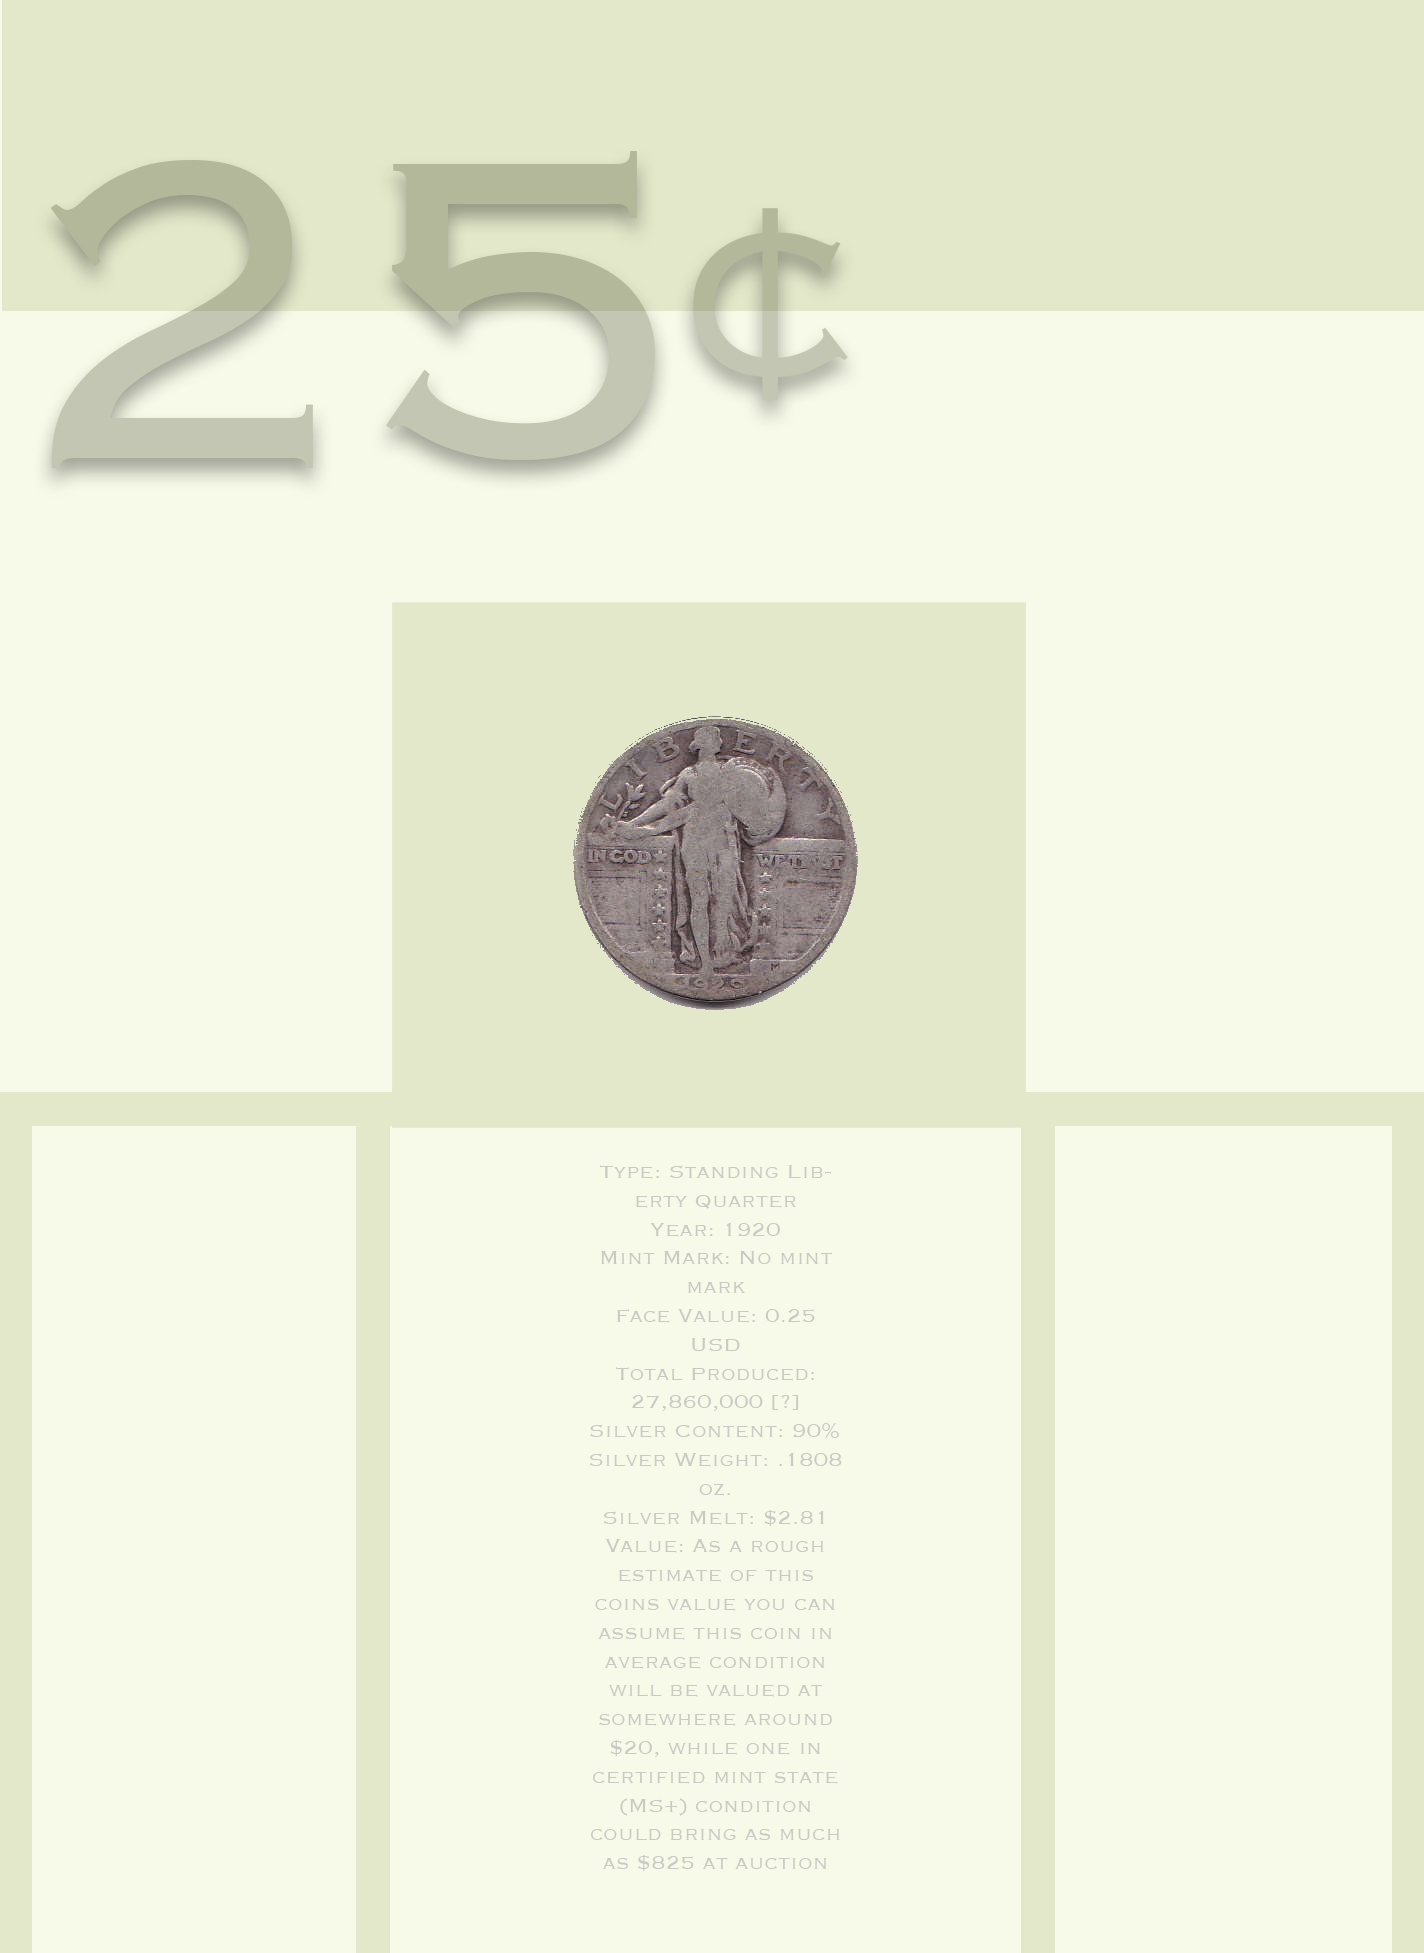 25¢
LIBERTY
IN GOD WE TRUST
1920
M
Type: Standing Lib-
erty Quarter
Year: 1920
Mint Mark: No mint
mark
Face Value: 0.25
USD
Total Produced:
27,860,000 [?]
Silver Content: 90%
Silver Weight: .1808
oz.
Silver Melt: $2.81
Value: As a rough
estimate of this
coins value you can
assume this coin in
average condition
will be valued at
somewhere around
$20, while one in
certified mint state
(MS+) condition
could bring as much
as $825 at auction